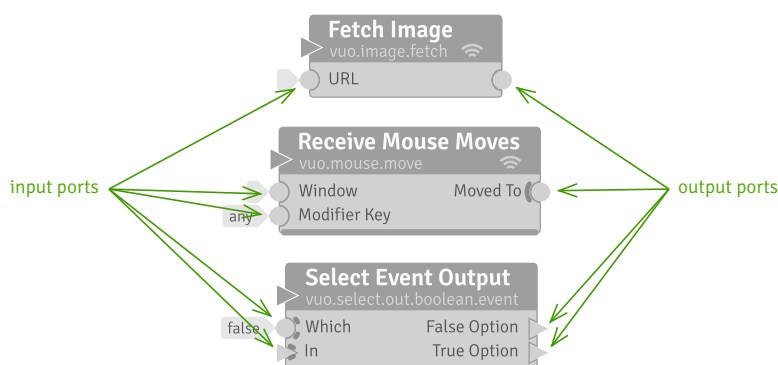 Fetch Image
vuo.image.fetch
URL
Receive Mouse Moves
vuo.mouse.move
input ports
Window
Moved To
output ports
any
Modifier Key
Select Event Output
vuo.select.out.boolean.event
false
Which
False Option
In
True Option